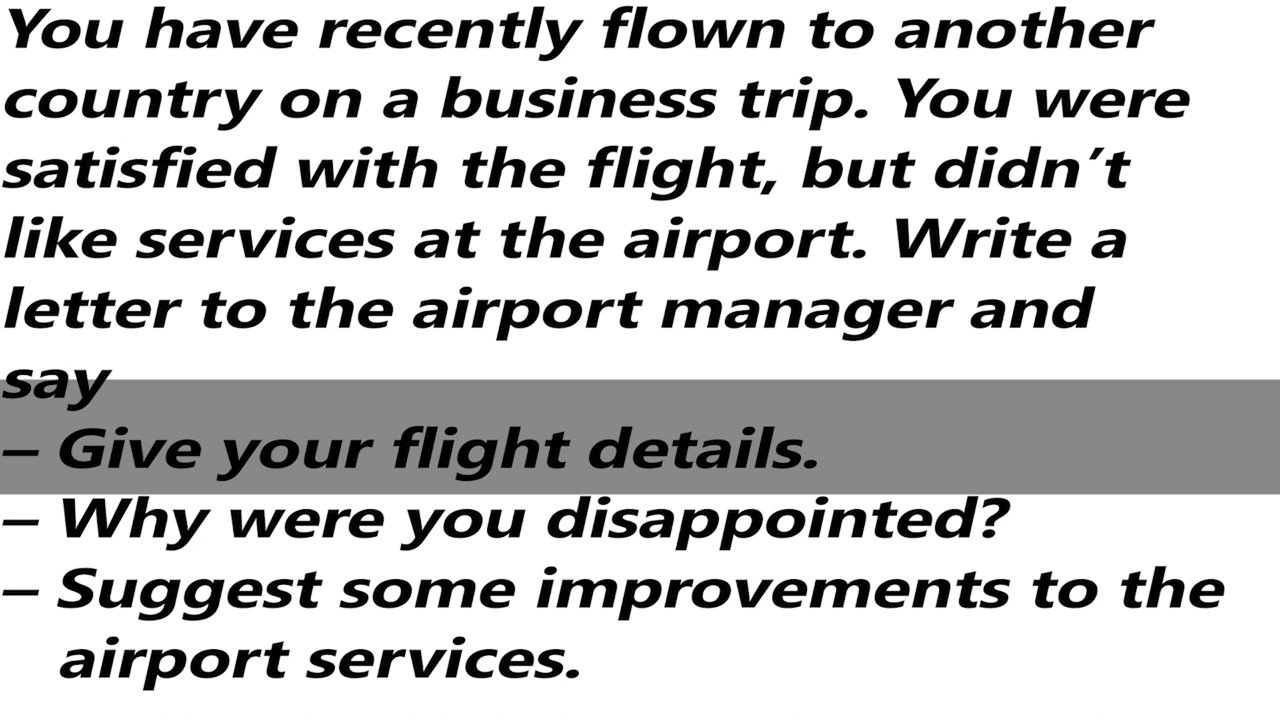 You have recently flown to another
country on a business trip. You were
satisfied with the flight, but didn’t
like services at the airport. Write a
letter to the airport manager and
say
– Give your flight details.
– Why were you disappointed?
– Suggest some improvements to the
airport services.